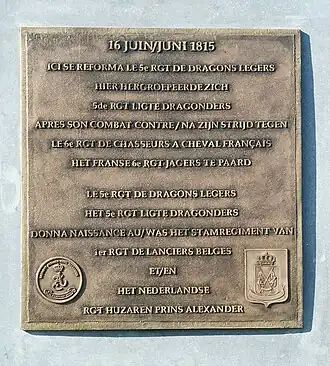 16 JUIN/JUNI 1815
ICI SE REFORMA LE 5e RGT DE DRAGONS LEGERS
HIER HERGROEPEERDE ZICH
5de RGT LIGTE DRAGONDERS
APRES SON COMBAT CONTRE / NA ZIJN STRIJD TEGEN
LE 6e RGT DE CHASSEURS A CHEVAL FRANÇAIS
HET FRANSE 6e RGT JAGERS TE PAARD
LE 5e RGT DE DRAGONS LEGERS
HET 5e RGT LIGTE DRAGONDERS
DONNA NAISSANCE AU / WAS HET STAMREGIMENT VAN
1er RGT DE LANCIERS BELGES
ET/EN
HET NEDERLANDSE
RGT HUZAREN PRINS ALEXANDER